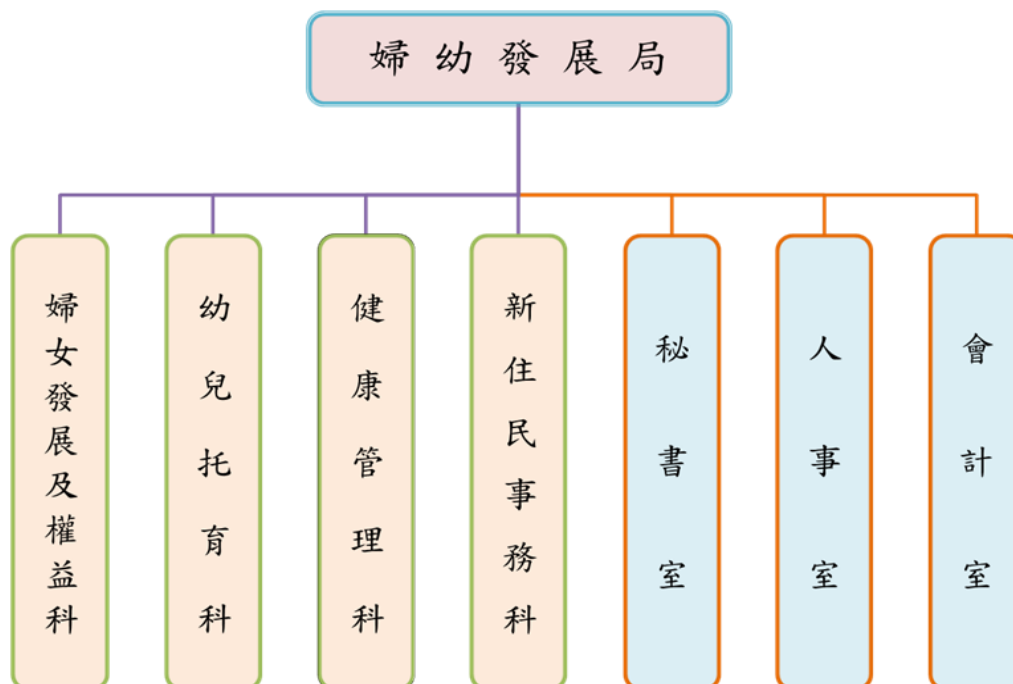 婦幼發展局
婦女發展及權益科
幼兒托育科
健康管理科
新住民事務科
秘書室
人事室
會計室